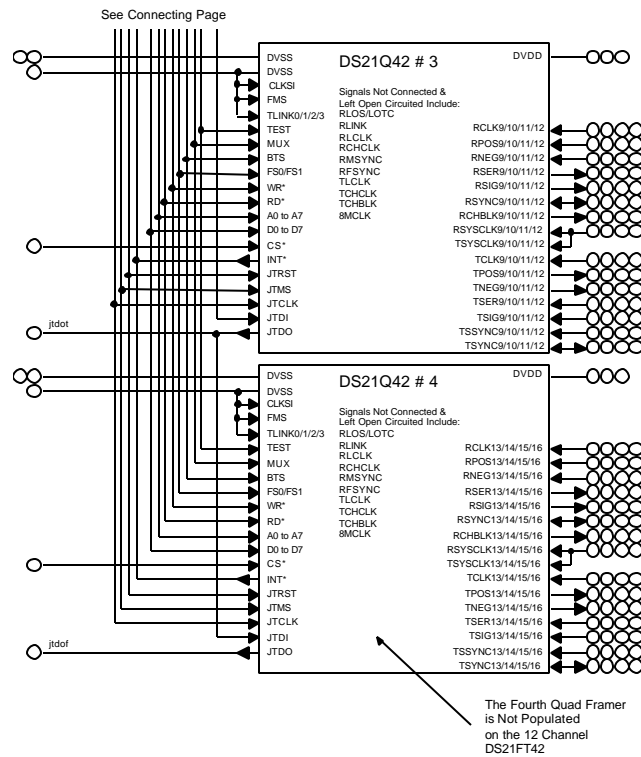 See Connecting Page
DVSS
DVSS
CLKSI
FMS
TLINK0/1/2/3
TEST
MUX
BTS
FS0/FS1
WR*
RD*
A0 to A7
D0 to D7
CS*
INT*
JTRST
JTMS
JTCLK
JTDI
JTDO
jtdot
DS21Q42 # 3
Signals Not Connected &
Left Open Circuited Include:
RLOS/LOTC
RLINK
RLCLK
RCHCLK
RMSYNC
RFSYNC
TLCLK
TCHCLK
TCHBLK
8MCLK
DVDD
RCLK9/10/11/12
RPOS9/10/11/12
RNEG9/10/11/12
RSER9/10/11/12
RSIG9/10/11/12
RSYNC9/10/11/12
RCHBLK9/10/11/12
RSYSCLK9/10/11/12
TSYSCLK9/10/11/12
TCLK9/10/11/12
TPOS9/10/11/12
TNEG9/10/11/12
TSER9/10/11/12
TSIG9/10/11/12
TSSYNC9/10/11/12
TSYNC9/10/11/12
DVSS
DVSS
CLKSI
FMS
TLINK0/1/2/3
TEST
MUX
BTS
FS0/FS1
WR*
RD*
A0 to A7
D0 to D7
CS*
INT*
JTRST
JTMS
JTCLK
JTDI
JTDO
jtdof
DS21Q42 # 4
Signals Not Connected &
Left Open Circuited Include:
RLOS/LOTC
RLINK
RLCLK
RCHCLK
RMSYNC
RFSYNC
TLCLK
TCHCLK
TCHBLK
8MCLK
DVDD
RCLK13/14/15/16
RPOS13/14/15/16
RNEG13/14/15/16
RSER13/14/15/16
RSIG13/14/15/16
RSYNC13/14/15/16
RCHBLK13/14/15/16
RSYSCLK13/14/15/16
TSYSCLK13/14/15/16
TCLK13/14/15/16
TPOS13/14/15/16
TNEG13/14/15/16
TSER13/14/15/16
TSIG13/14/15/16
TSSYNC13/14/15/16
TSYNC13/14/15/16
The Fourth Quad Framer
is Not Populated
on the 12 Channel
DS21FT42